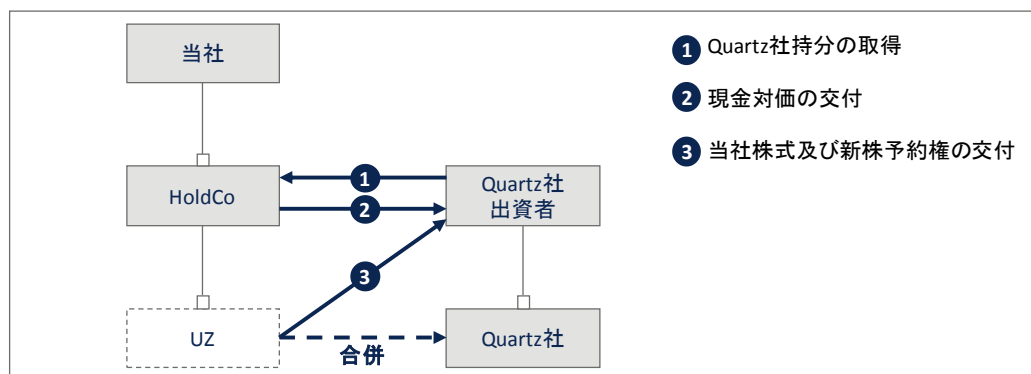 当社
1 Quartz社持分の取得
2 現金対価の交付
3 当社株式及び新株予約権の交付
HoldCo
1
2
Quartz社
出資者
3
UZ
合併
Quartz社